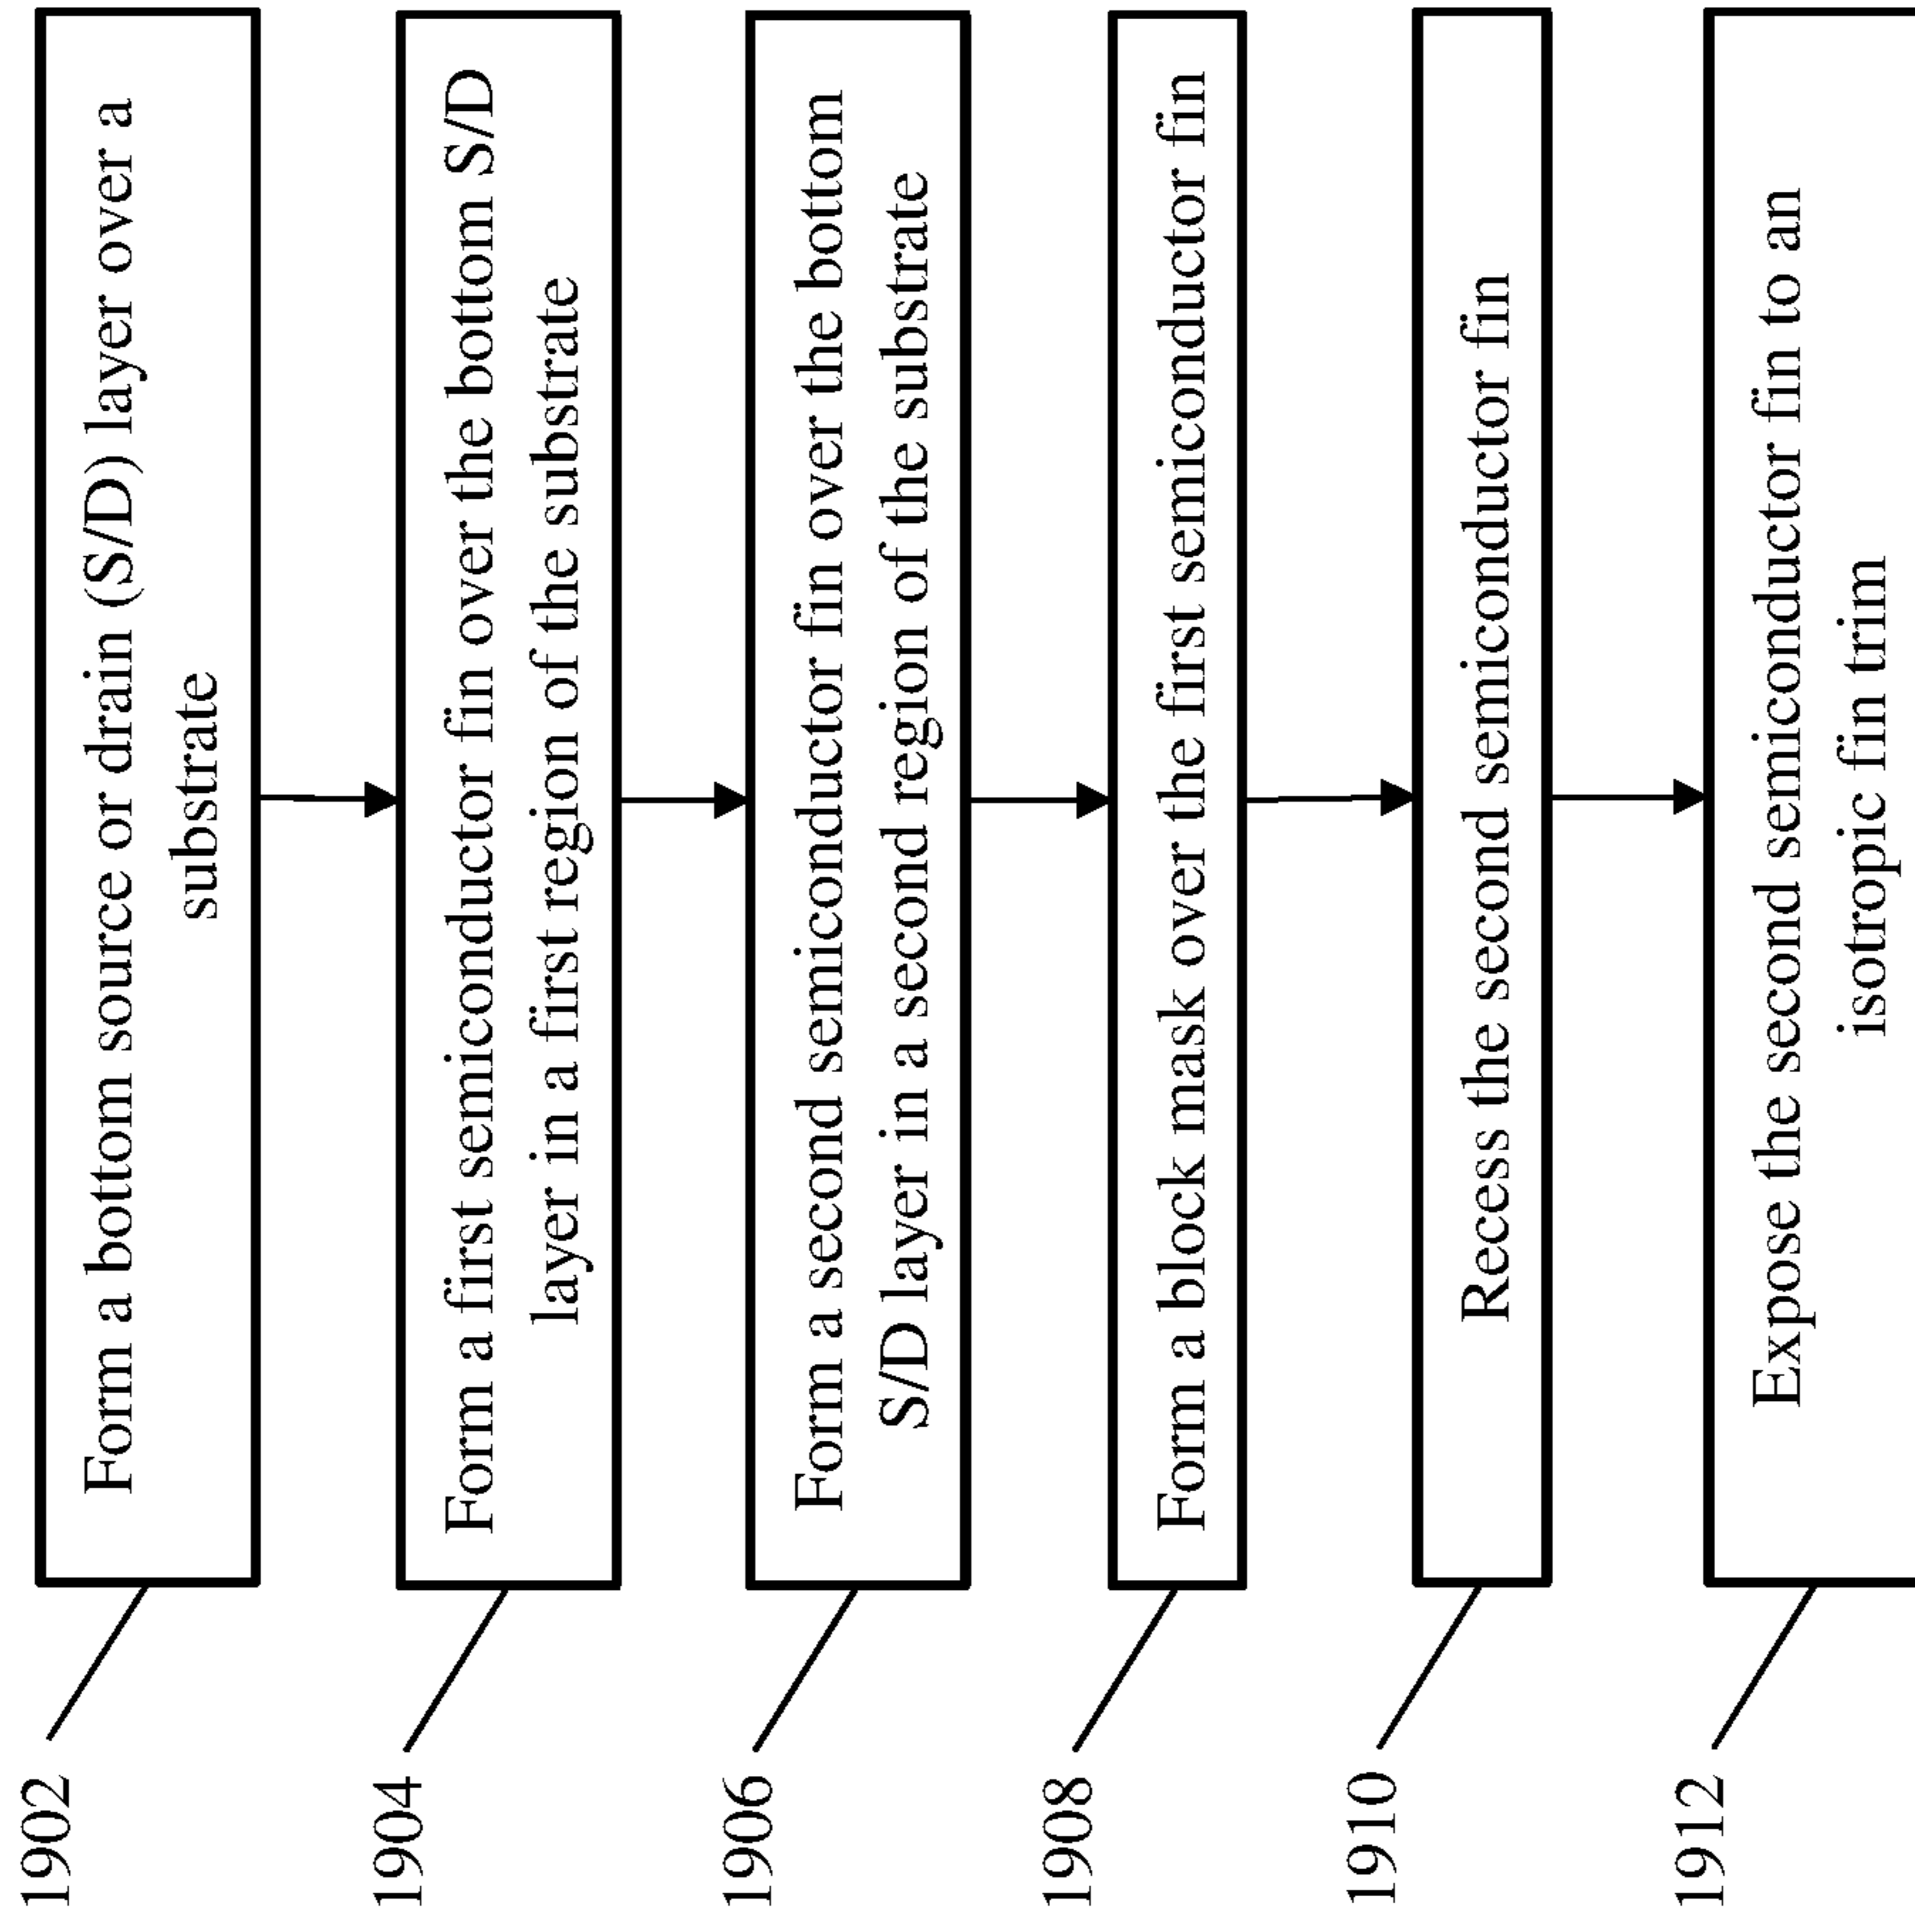 1902
Form a bottom source or drain (S/D) layer over a
substrate
1904
Form a first semiconductor fin over the bottom S/D
layer in a first region of the substrate
1906
Form a second semiconductor fin over the bottom
S/D layer in a second region of the substrate
1908
Form a block mask over the first semiconductor fin
1910
Recess the second semiconductor fin
1912
Expose the second semiconductor fin to an
isotropic fin trim